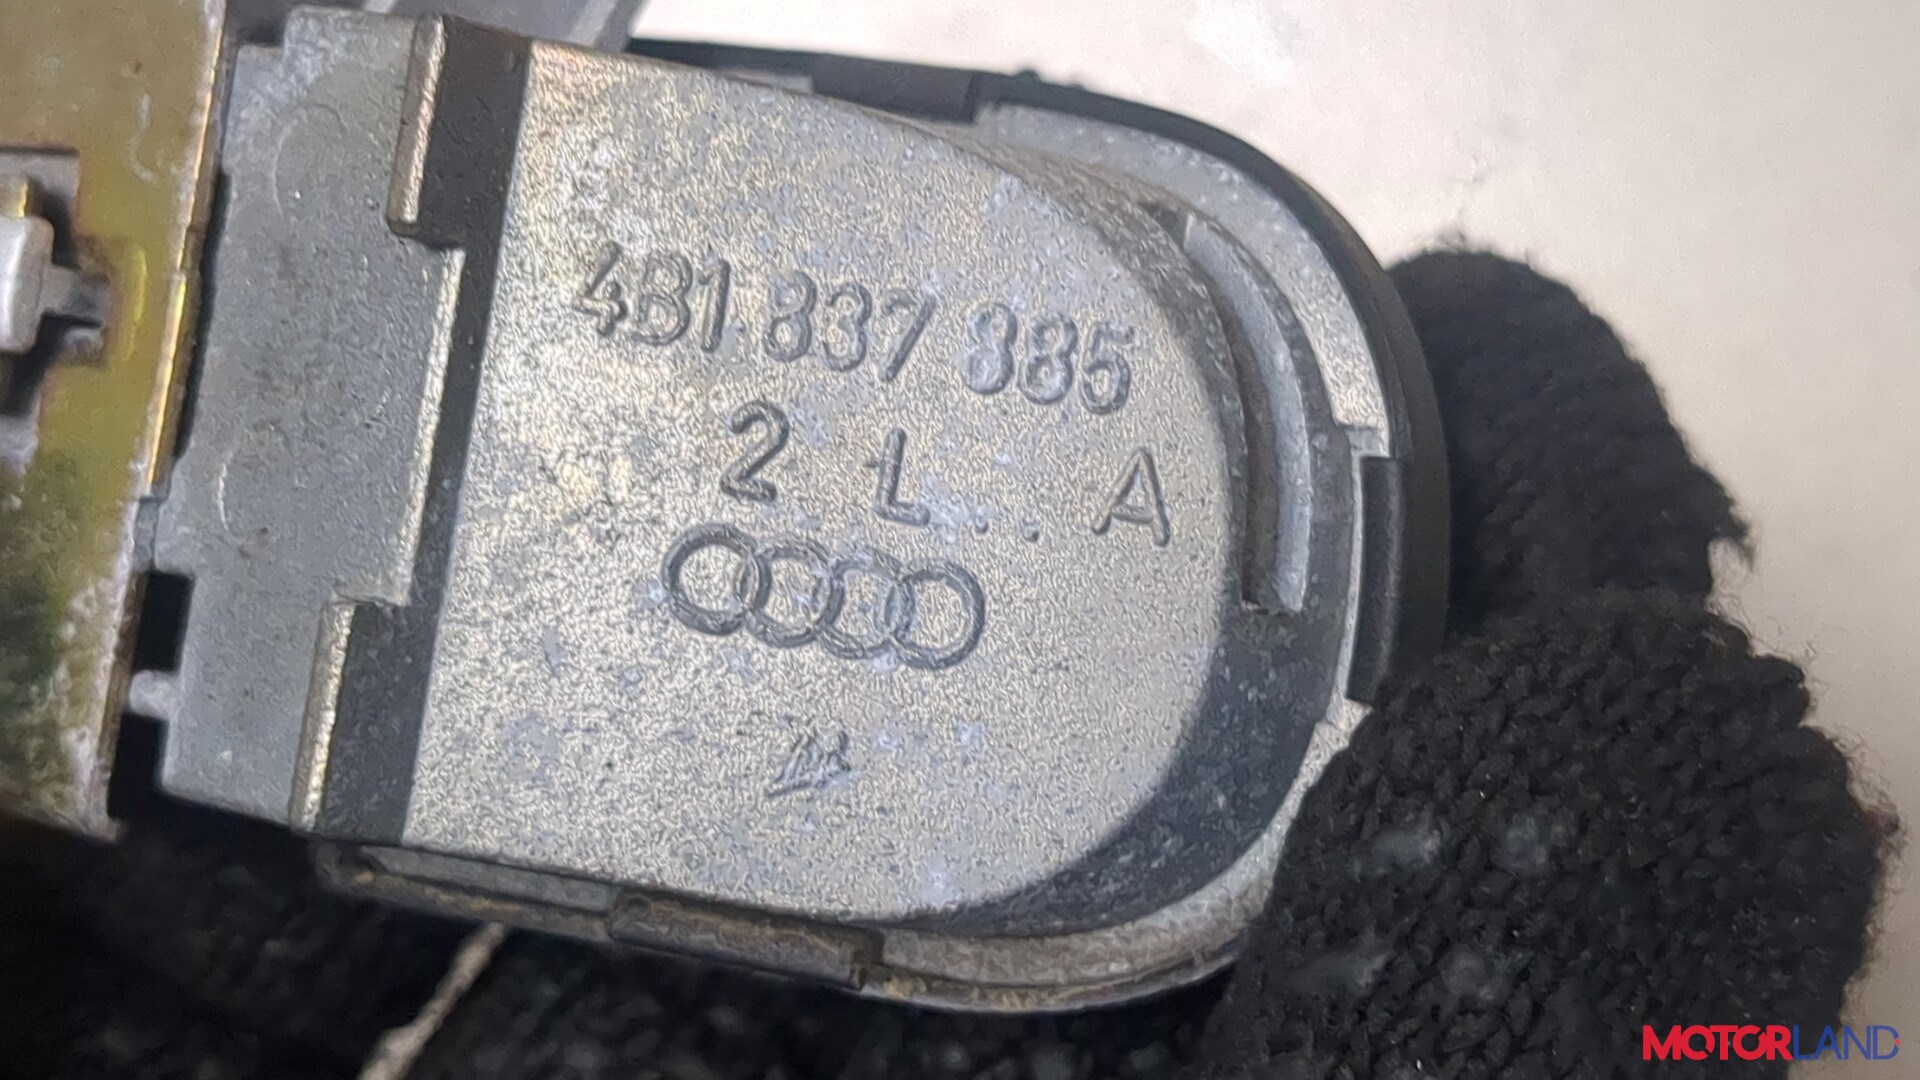 4B1 837 885
2 L . . A
MOTORLAND